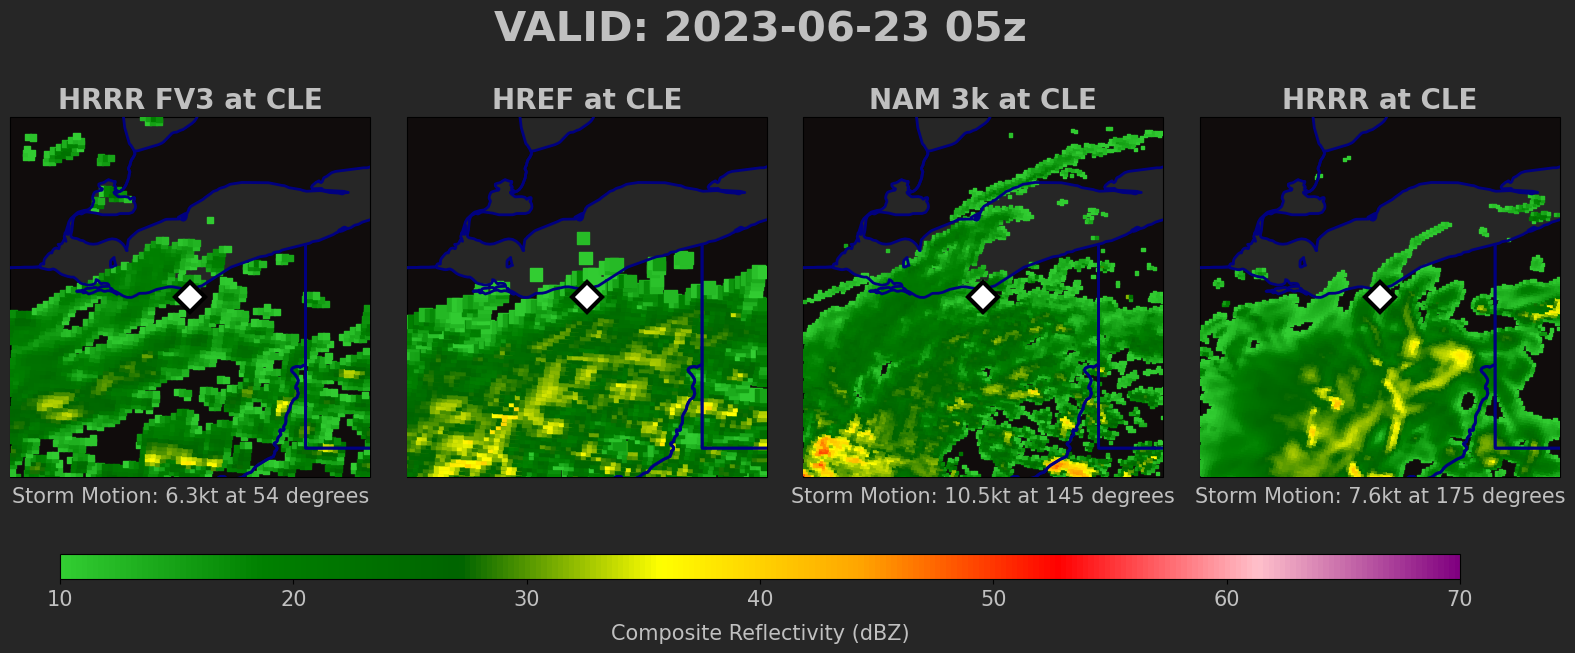 VALID: 2023-06-23 05z
HRRR FV3 at CLE
HREF at CLE
NAM 3k at CLE
HRRR at CLE
Storm Motion: 6.3kt at 54 degrees
Storm Motion: 10.5kt at 145 degrees
Storm Motion: 7.6kt at 175 degrees
10 20 30 40 50 60 70
Composite Reflectivity (dBZ)